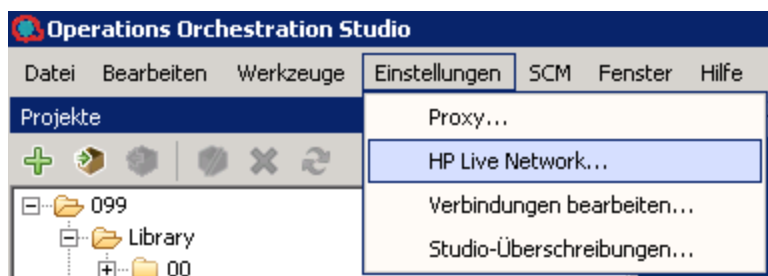 Operations Orchestration Studio
Datei Bearbeiten Werkzeuge Einstellungen SCM Fenster Hilfe
Projekte
Proxy...
HP Live Network...
Verbindungen bearbeiten...
Studio-Überschreibungen...
099
Library
00